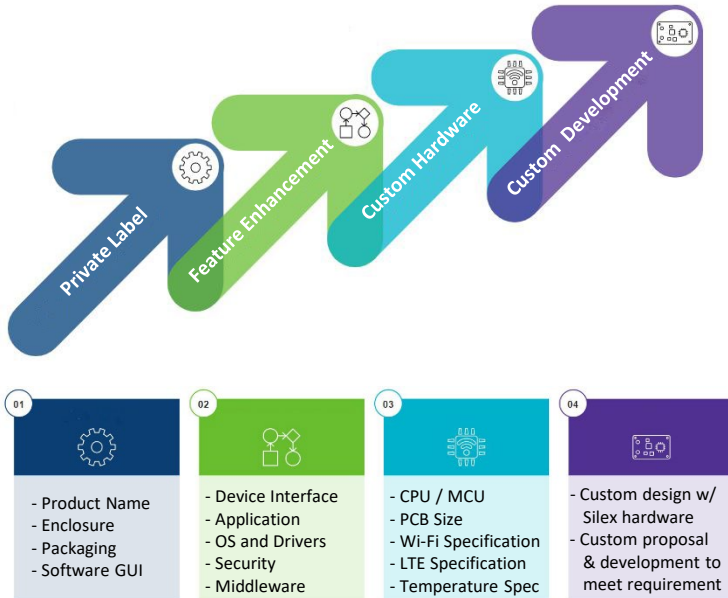 Private Label
Feature Enhancement
Custom Hardware
Custom Development
01
- Product Name
- Enclosure
- Packaging
- Software GUI
02
- Device Interface
- Application
- OS and Drivers
- Security
- Middleware
03
- CPU / MCU
- PCB Size
- Wi-Fi Specification
- LTE Specification
- Temperature Spec
04
- Custom design w/
Silex hardware
- Custom proposal
& development to
meet requirement